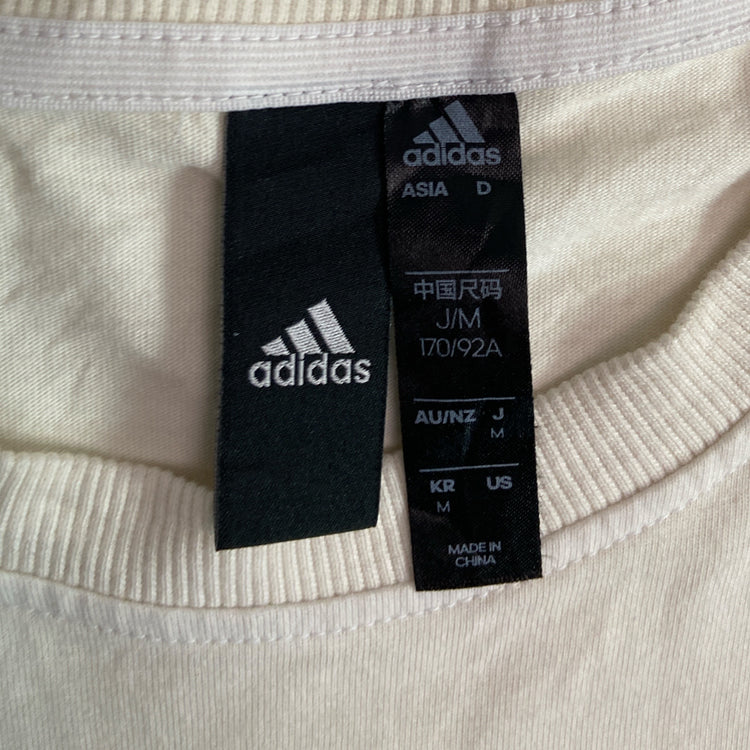 adidas
adidas
ASIA D
中国尺码
J/M
170/92A
AU/NZ J
M
KR US
M
MADE IN
CHINA